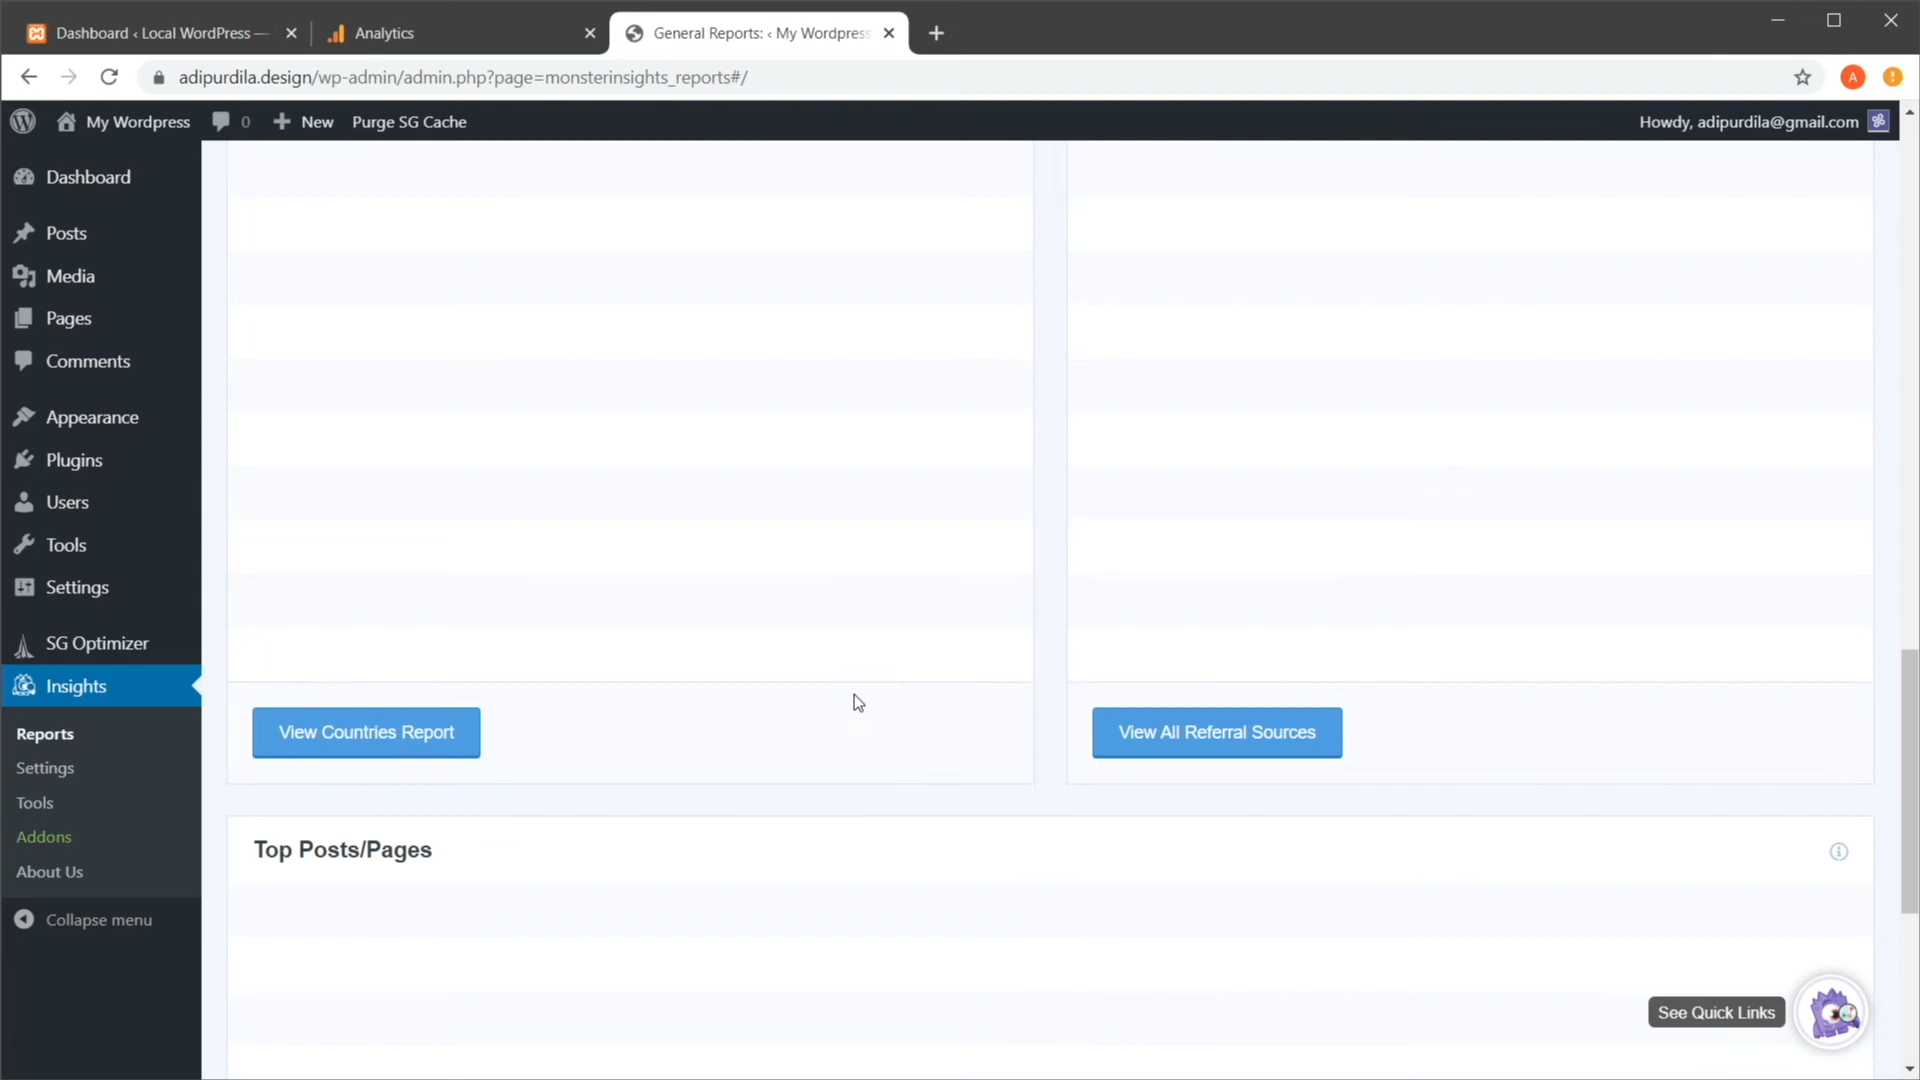 Dashboard ‹ Local WordPress —
Analytics
General Reports: ‹ My Wordpress
adipurdila.design/wp-admin/admin.php?page=monsterinsights_reports#/
A
My Wordpress
0
New
Purge SG Cache
Howdy, adipurdila@gmail.com
Dashboard
Posts
Media
Pages
Comments
Appearance
Plugins
Users
Tools
Settings
SG Optimizer
Insights
Reports
Settings
Tools
Addons
About Us
Collapse menu
View Countries Report
View All Referral Sources
Top Posts/Pages
See Quick Links